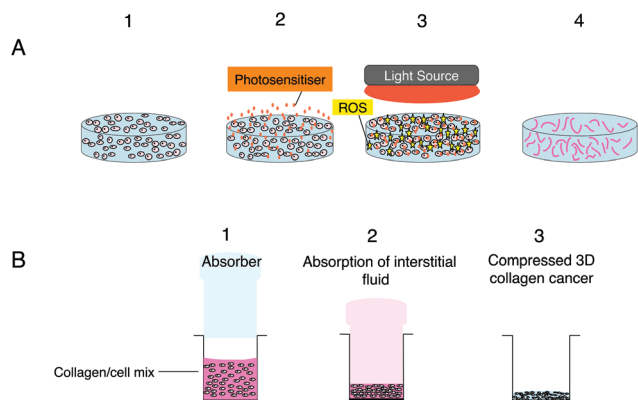 1
2
3
4
A
Photosensitiser
Light Source
ROS
B
1
2
3
Absorber
Absorption of interstitial
fluid
Compressed 3D
collagen cancer
Collagen/cell mix